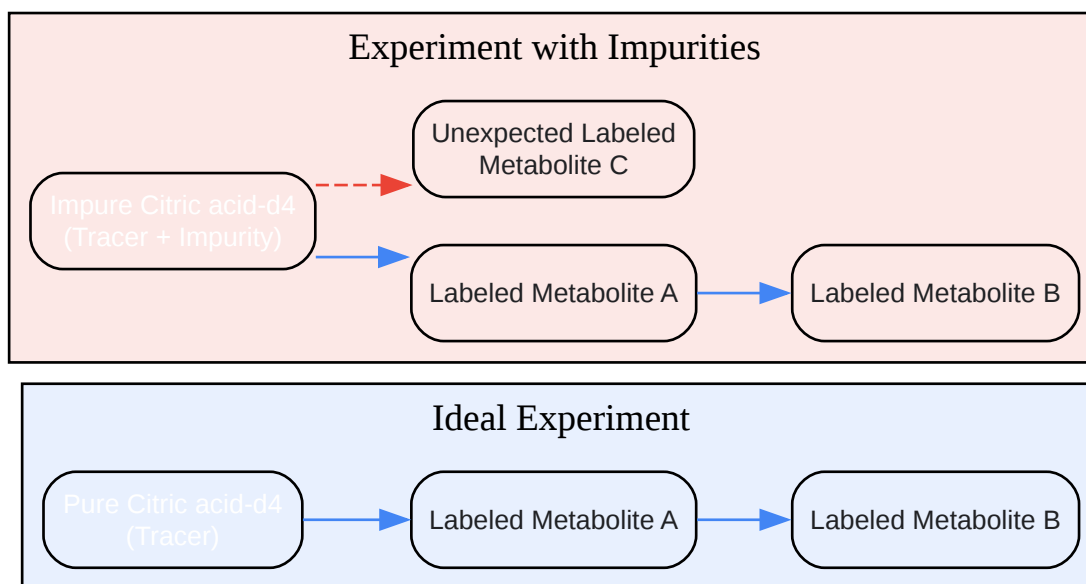 Experiment with Impurities
Unexpected Labeled
Metabolite C
Impure Citric acid-d4
(Tracer + Impurity)
Labeled Metabolite A
Labeled Metabolite B
Ideal Experiment
Pure Citric acid-d4
(Tracer)
Labeled Metabolite A
Labeled Metabolite B